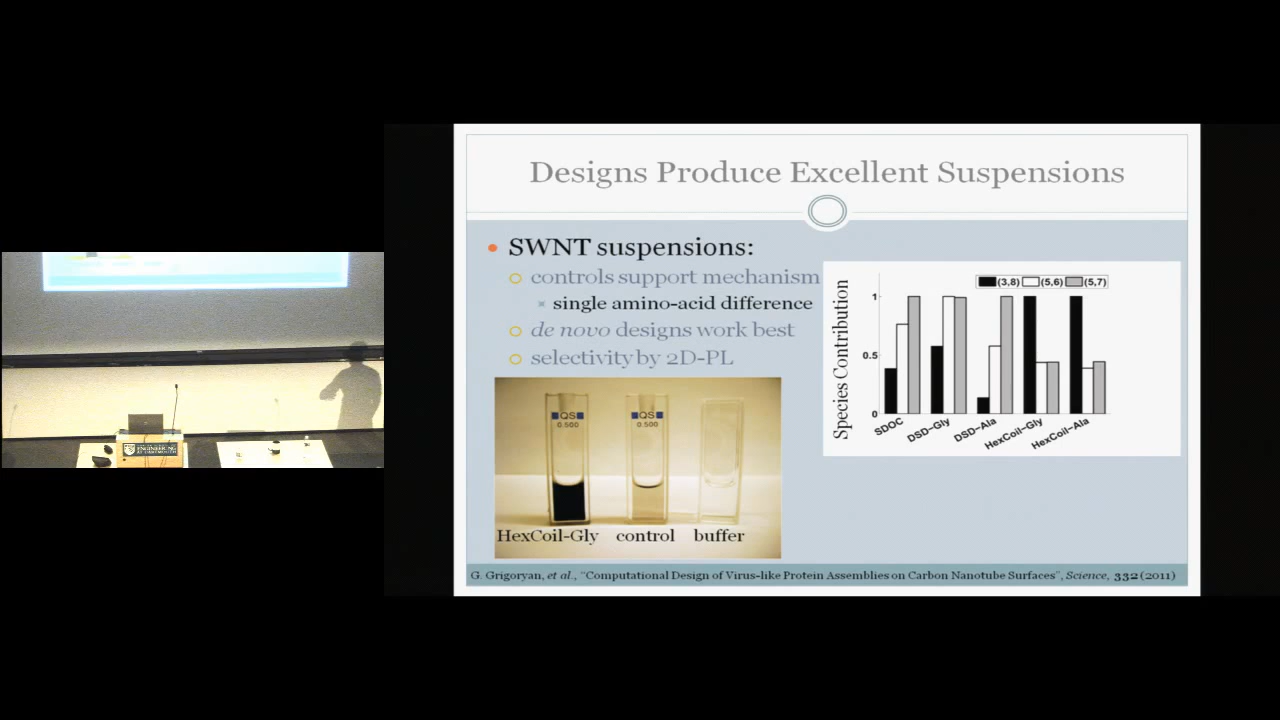 Designs Produce Excellent Suspensions
SWNT suspensions:
controls support mechanism
single amino-acid difference
de novo designs work best
selectivity by 2D-PL
QS
0.500
QS
0.500
HexCoil-Gly control buffer
Species Contribution
(3,8) (5,6) (5,7)
1
0.5
0
SDOC
DSD-Gly
DSD-Ala
HexCoil-Gly
HexCoil-Ala
G. Grigoryan, et al., "Computational Design of Virus-like Protein Assemblies on Carbon Nanotube Surfaces", Science, 332 (2011)
ENGINEERING
AT DARTMOUTH